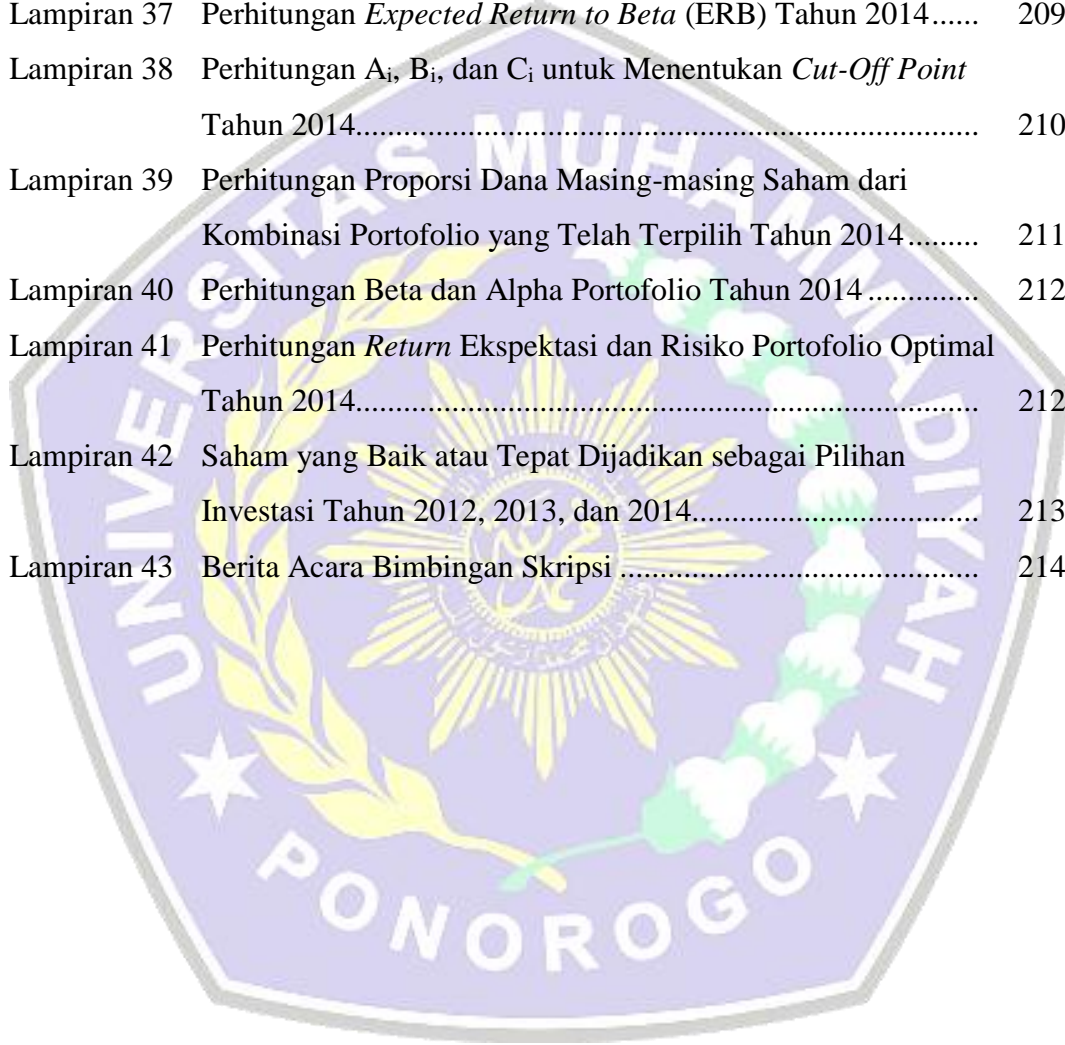 Lampiran 37 Perhitungan Expected Return to Beta (ERB) Tahun 2014...... 209
Lampiran 38 Perhitungan Ai, Bi, dan Ci untuk Menentukan Cut-Off Point
Tahun 2014.............................................................................. 210
Lampiran 39 Perhitungan Proporsi Dana Masing-masing Saham dari
Kombinasi Portofolio yang Telah Terpilih Tahun 2014......... 211
Lampiran 40 Perhitungan Beta dan Alpha Portofolio Tahun 2014.............. 212
Lampiran 41 Perhitungan Return Ekspektasi dan Risiko Portofolio Optimal
Tahun 2014.............................................................................. 212
Lampiran 42 Saham yang Baik atau Tepat Dijadikan sebagai Pilihan
Investasi Tahun 2012, 2013, dan 2014.................................... 213
Lampiran 43 Berita Acara Bimbingan Skripsi ............................................. 214
UNIVERSITAS MUHAMMADIYAH
PONOROGO